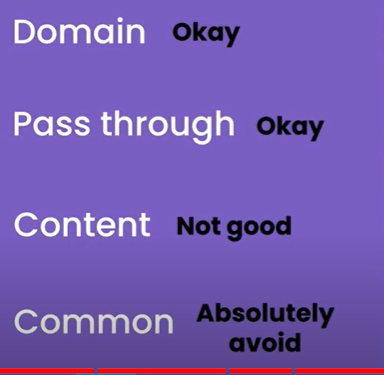 Domain Okay
Pass through Okay
Content Not good
Common Absolutely
avoid